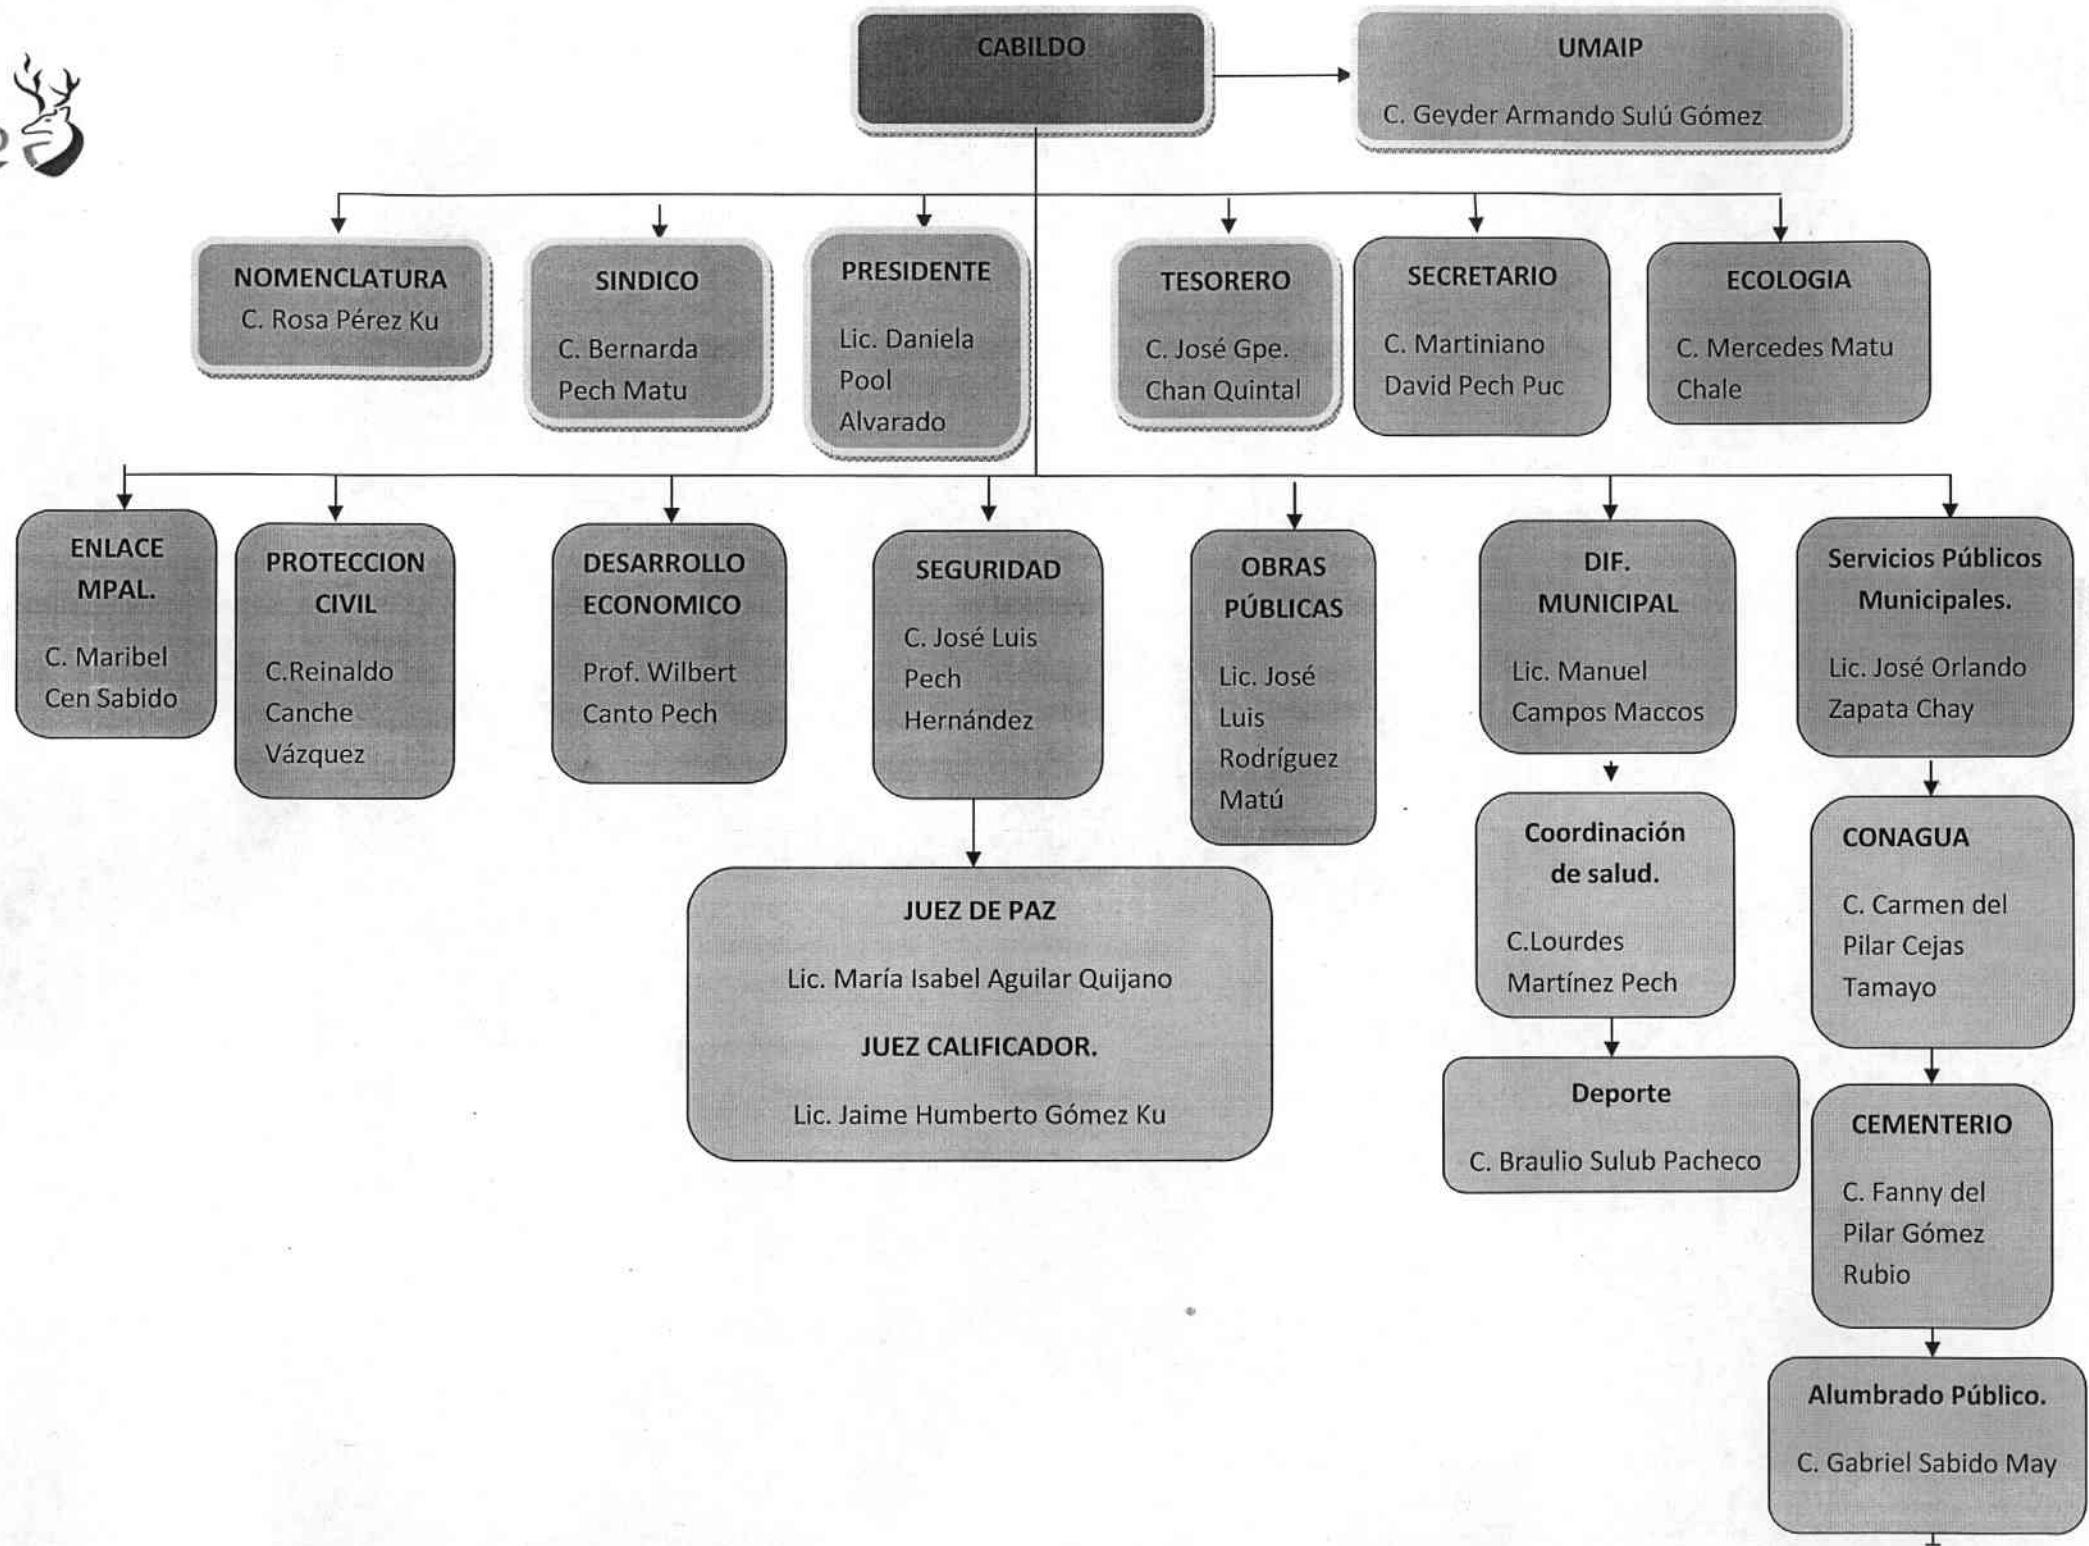 CABILDO
UMAIP
C. Geyder Armando Sulú Gómez
NOMENCLATURA
C. Rosa Pérez Ku
SINDICO
C. Bernarda
Pech Matu
PRESIDENTE
Lic. Daniela
Pool
Alvarado
TESORERO
C. José Gpe.
Chan Quintal
SECRETARIO
C. Martiniano
David Pech Puc
ECOLOGIA
C. Mercedes Matu
Chale
ENLACE
MPAL.
C. Maribel
Cen Sabido
PROTECCION
CIVIL
C.Reinaldo
Canche
Vázquez
DESARROLLO
ECONOMICO
Prof. Wilbert
Canto Pech
SEGURIDAD
C. José Luis
Pech
Hernández
OBRAS
PÚBLICAS
Lic. José
Luis
Rodríguez
Matú
DIF.
MUNICIPAL
Lic. Manuel
Campos Maccos
Servicios Públicos
Municipales.
Lic. José Orlando
Zapata Chay
JUEZ DE PAZ
Lic. María Isabel Aguilar Quijano
JUEZ CALIFICADOR.
Lic. Jaime Humberto Gómez Ku
Coordinación
de salud.
C.Lourdes
Martínez Pech
Deporte
C. Braulio Sulub Pacheco
CONAGUA
C. Carmen del
Pilar Cejas
Tamayo
CEMENTERIO
C. Fanny del
Pilar Gómez
Rubio
Alumbrado Público.
C. Gabriel Sabido May